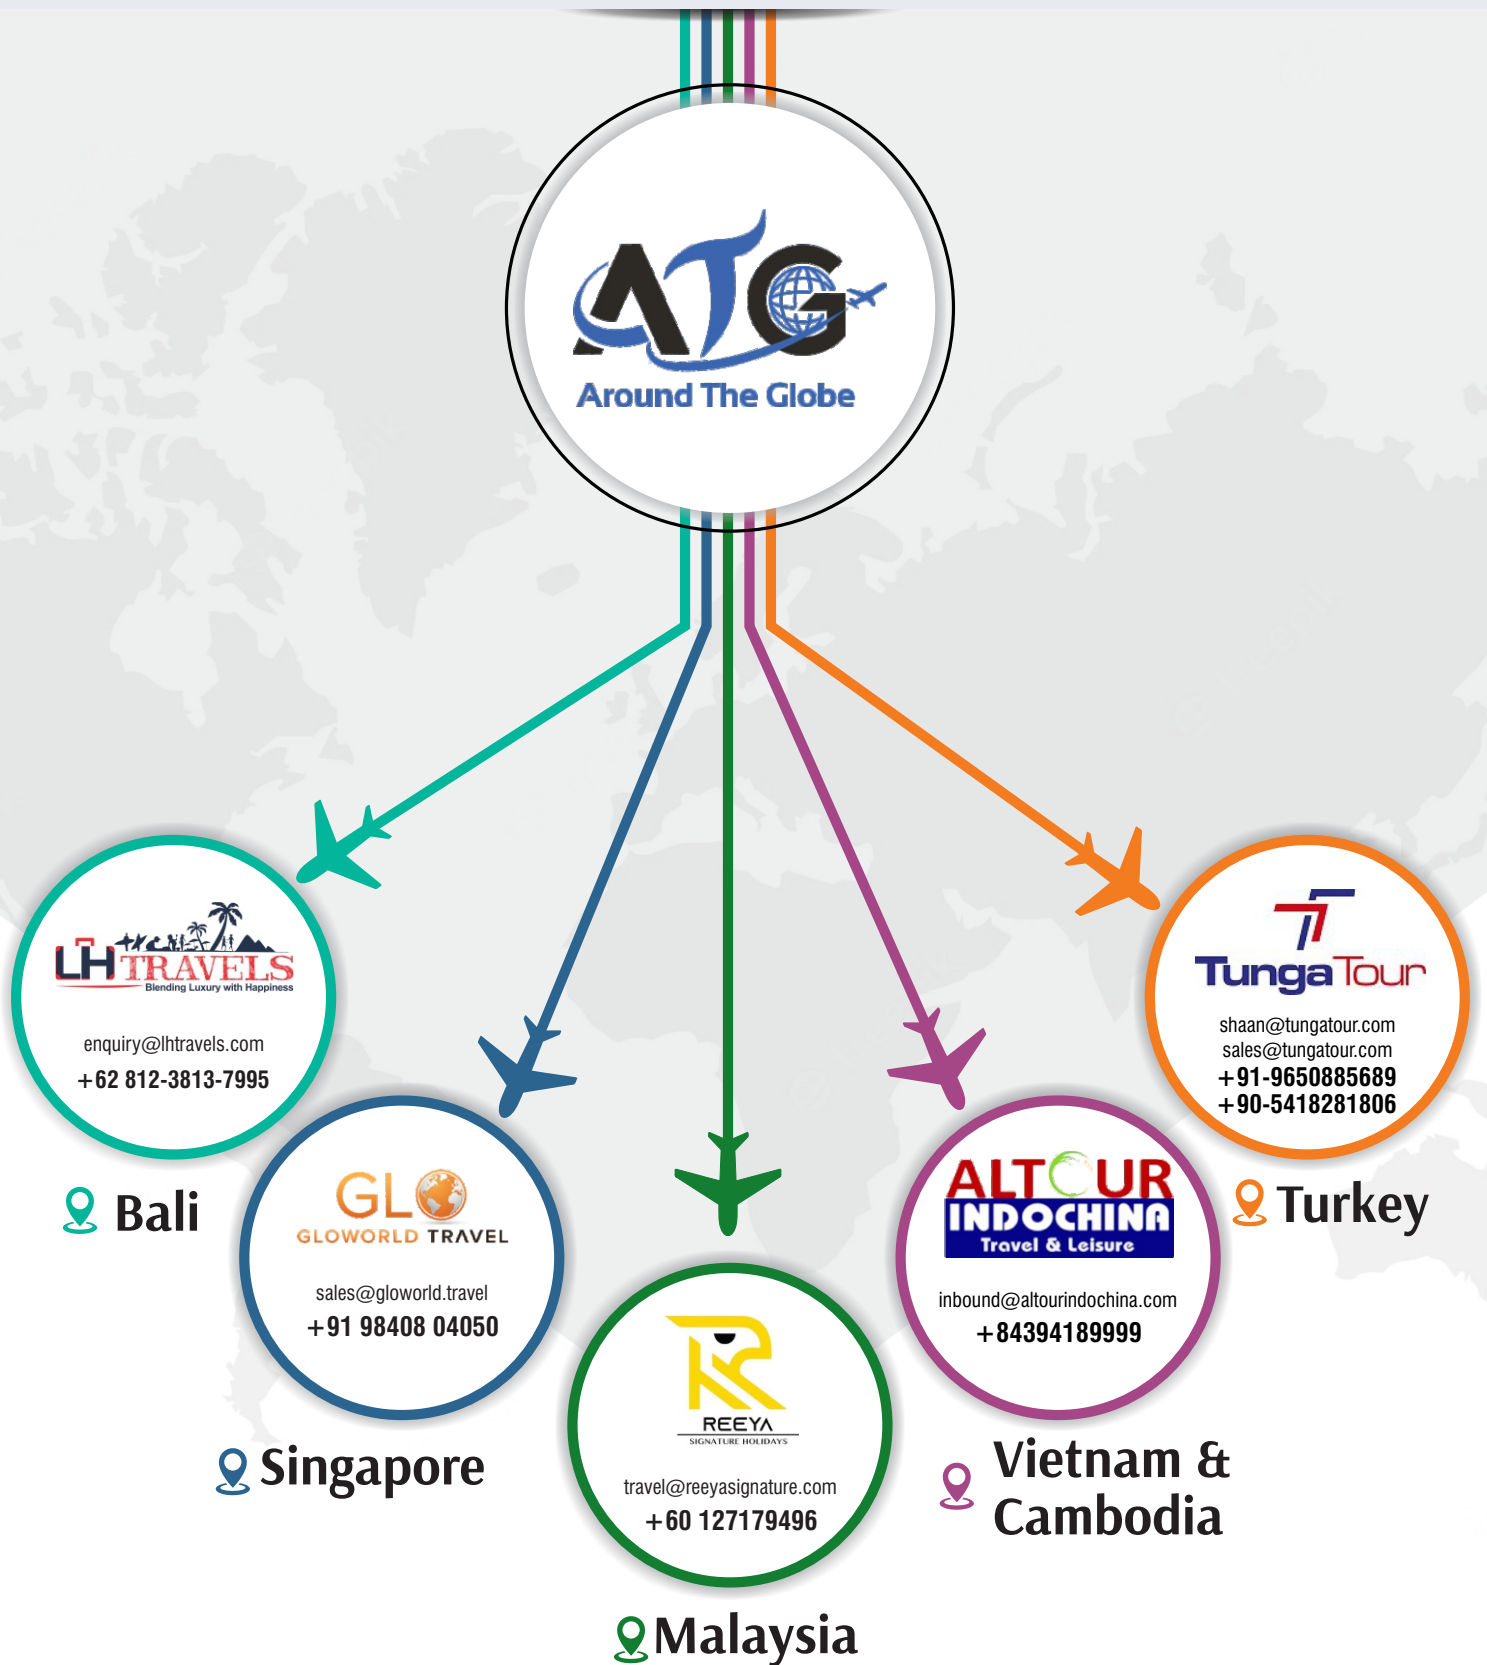 ATG
Around The Globe
LH TRAVELS
Blending Luxury with Happiness
enquiry@lhtravels.com
+62 812-3813-7995
Bali
GLO
GLOWORLD TRAVEL
sales@gloworld.travel
+91 98408 04050
Singapore
REEYA
SIGNATURE HOLIDAYS
travel@reeyasignature.com
+60 127179496
Malaysia
ALTOUR
INDOCHINA
Travel & Leisure
inbound@altourindochina.com
+84394189999
Vietnam &
Cambodia
Tunga Tour
shaan@tungatour.com
sales@tungatour.com
+91-9650885689
+90-5418281806
Turkey